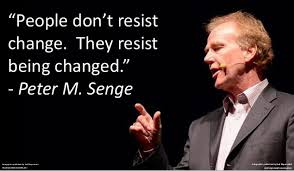 “People don’t resist
change.  They resist
being changed.”
- Peter M. Senge